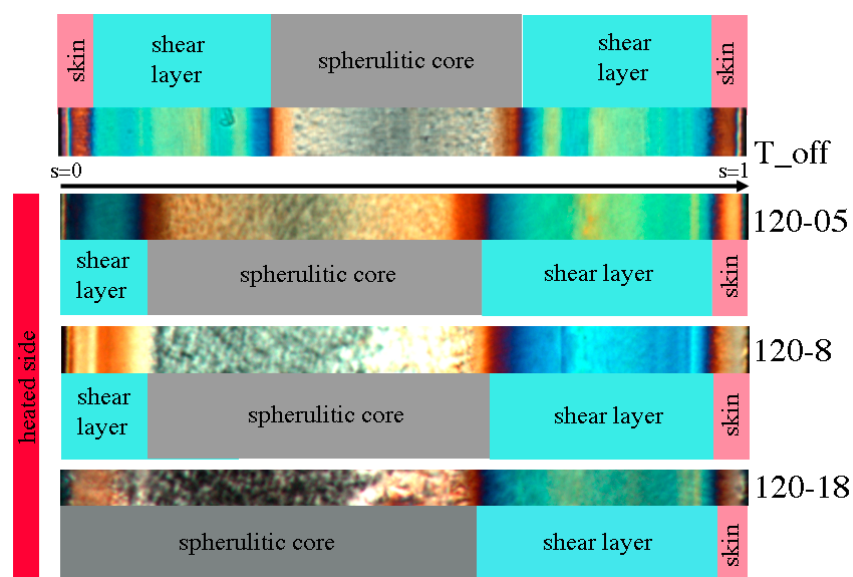 skin
shear
layer
spherulitic core
shear
layer
skin
T_off
s=0
s=1
120-05
shear
layer
spherulitic core
shear layer
skin
120-8
shear
layer
spherulitic core
shear layer
skin
120-18
spherulitic core
shear layer
skin
heated side